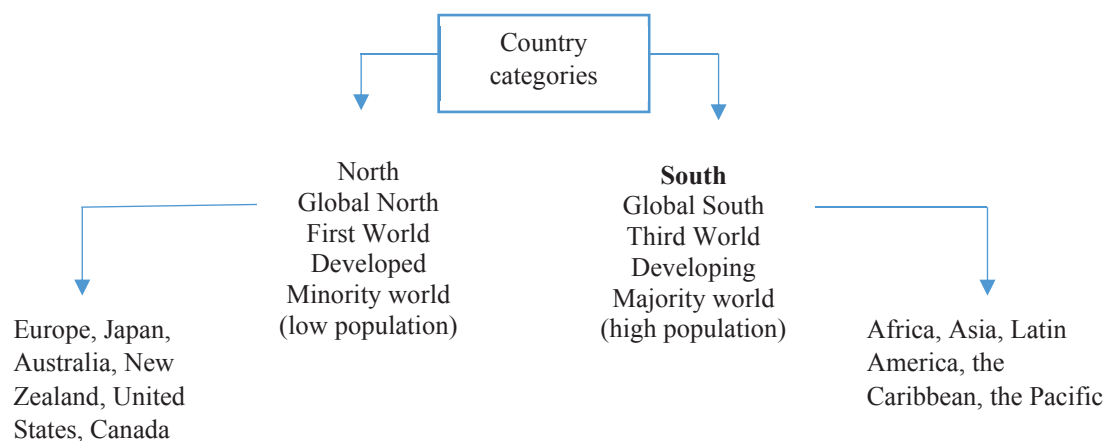 Country
categories
North
Global North
First World
Developed
Minority world
(low population)
South
Global South
Third World
Developing
Majority world
(high population)
Europe, Japan,
Australia, New
Zealand, United
States, Canada
Africa, Asia, Latin
America, the
Caribbean, the Pacific